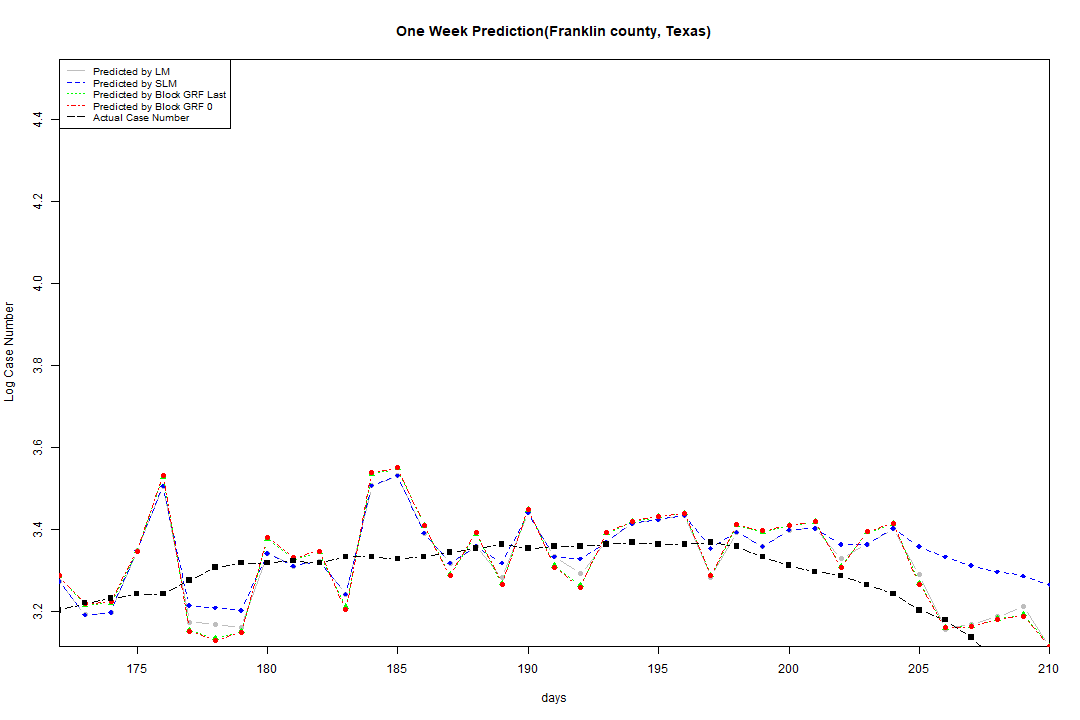 One Week Prediction(Franklin county, Texas)
Predicted by LM
Predicted by SLM
Predicted by Block GRF Last
Predicted by Block GRF 0
Actual Case Number
4.4
4.2
4.0
3.8
3.6
3.4
3.2
Log Case Number
175 180 185 190 195 200 205 210
days